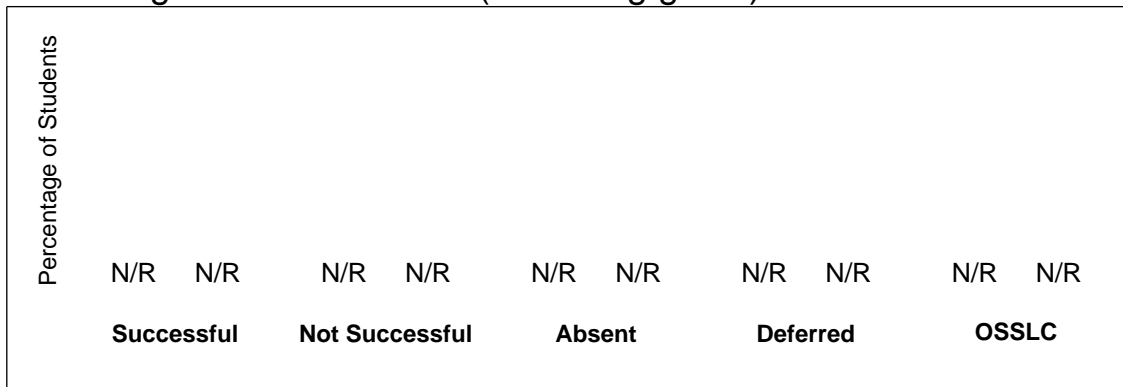 Percentage of Students
N/R N/R N/R N/R N/R N/R N/R N/R N/R N/R
Successful Not Successful Absent Deferred OSSLC